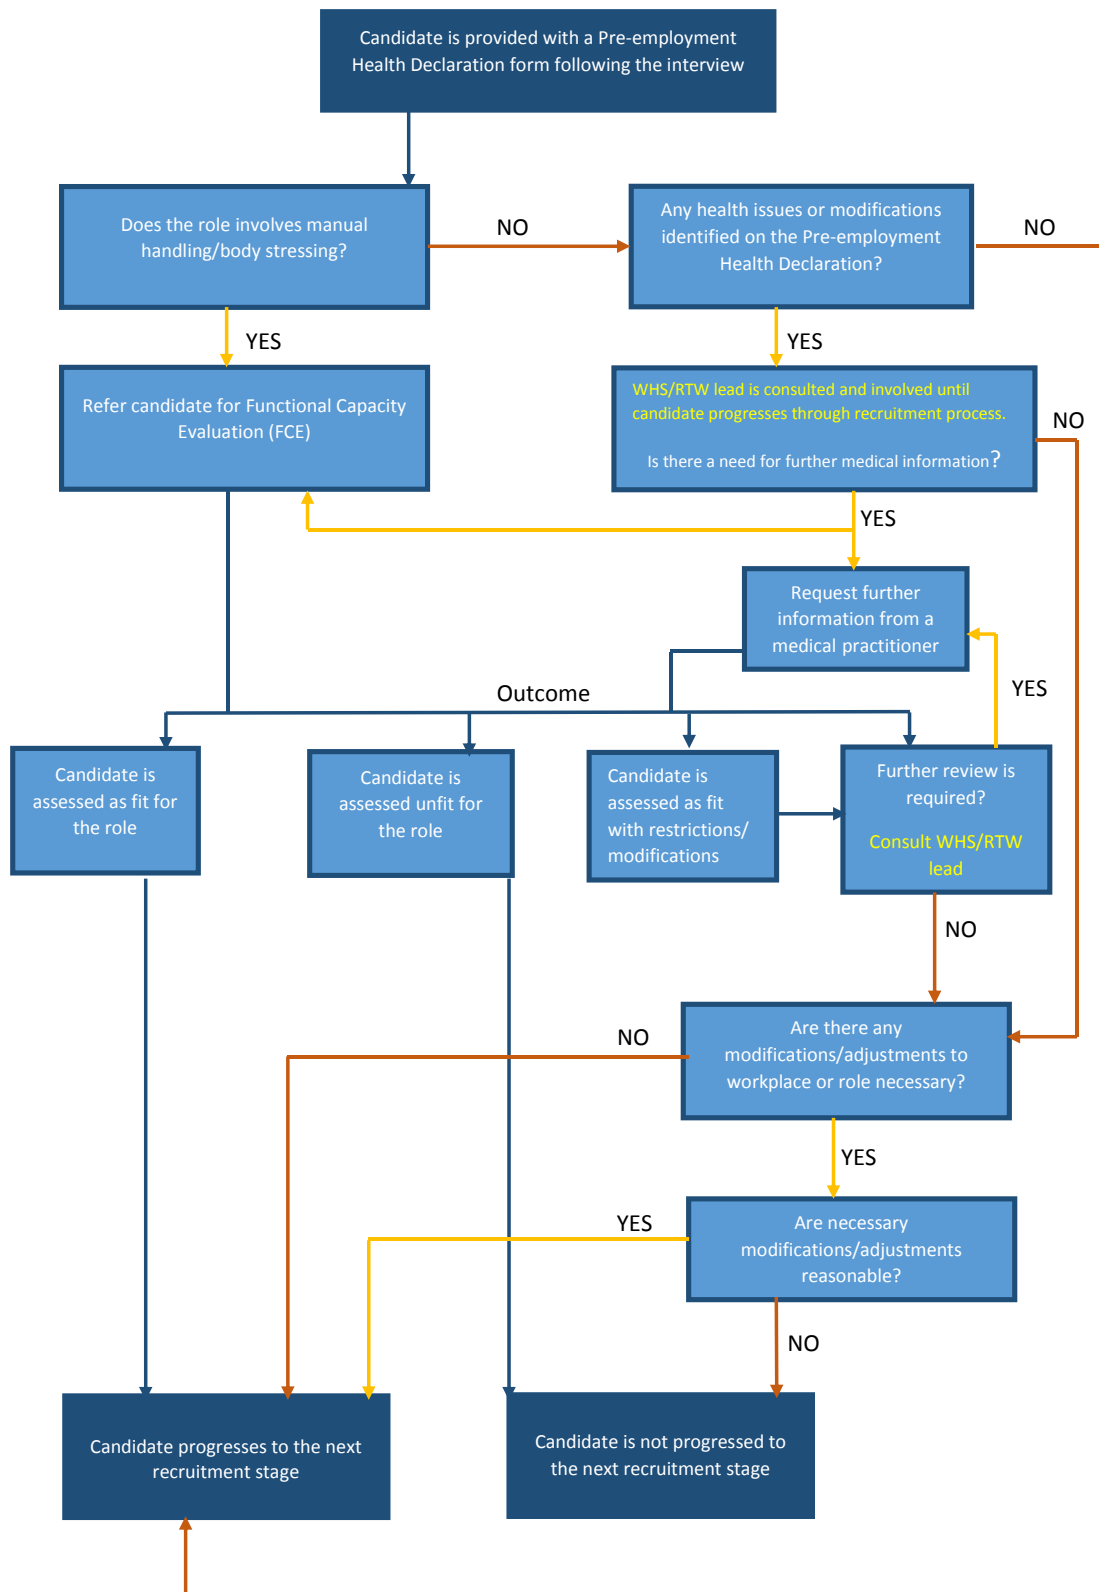 Candidate is provided with a Pre-employment
Health Declaration form following the interview
Does the role involves manual
handling/body stressing?
NO
Any health issues or modifications
identified on the Pre-employment
Health Declaration?
NO
YES
YES
Refer candidate for Functional Capacity
Evaluation (FCE)
WHS/RTW lead is consulted and involved until
candidate progresses through recruitment process.
Is there a need for further medical information?
NO
YES
Request further
information from a
medical practitioner
YES
Outcome
Candidate is
assessed as fit for
the role
Candidate is
assessed unfit for
the role
Candidate is
assessed as fit
with restrictions/
modifications
Further review is
required?
Consult WHS/RTW
lead
NO
Are there any
modifications/adjustments to
workplace or role necessary?
NO
YES
Are necessary
modifications/adjustments
reasonable?
YES
NO
Candidate progresses to the next
recruitment stage
Candidate is not progressed to
the next recruitment stage